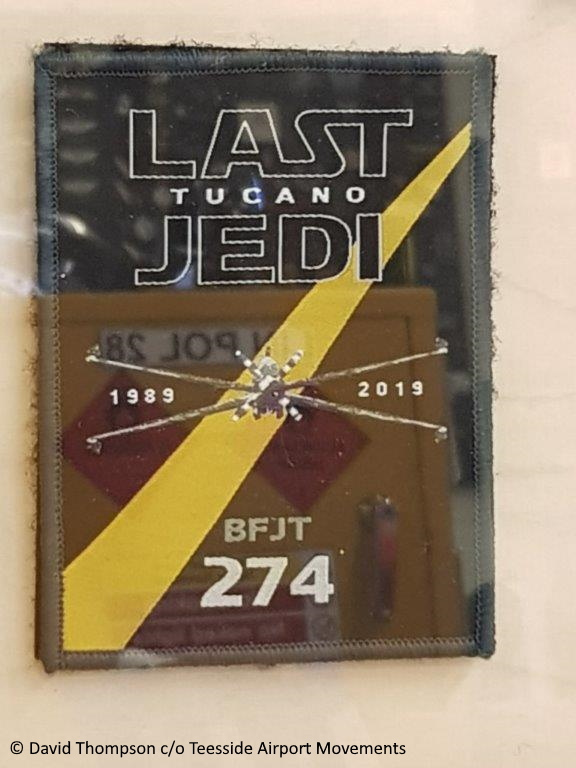 LAST
TUCANO
JEDI
1989 2019
BFJT
274
© David Thompson c/o Teesside Airport Movements